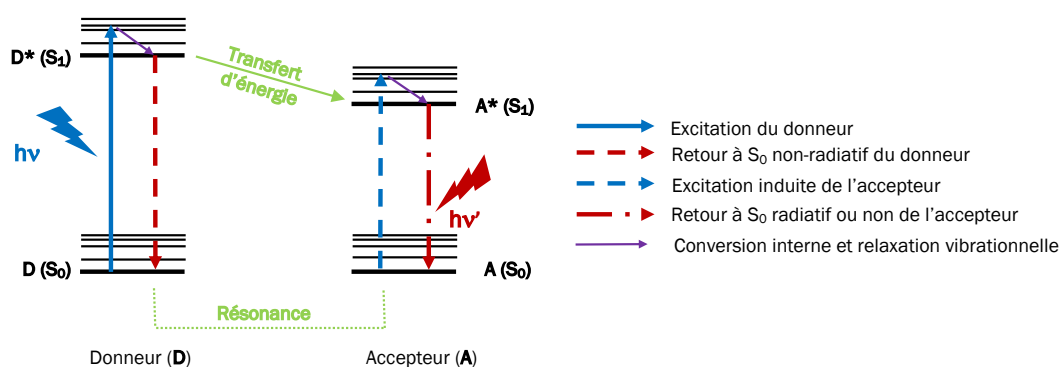 D* (S₁)
Transfert
d'énergie
A* (S₁)
hν
hν'
D (S₀)
A (S₀)
Résonance
Donneur (D)
Accepteur (A)
Excitation du donneur
Retour à S₀ non-radiatif du donneur
Excitation induite de l'accepteur
Retour à S₀ radiatif ou non de l'accepteur
Conversion interne et relaxation vibrationnelle